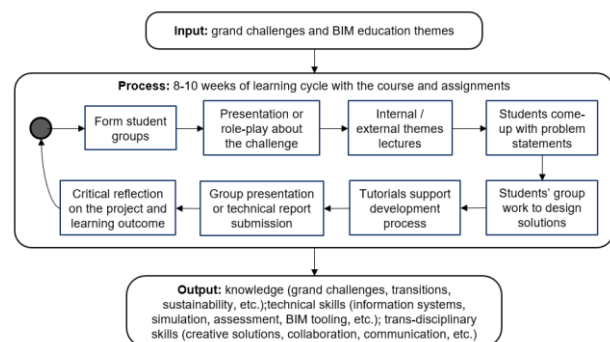 Input: grand challenges and BIM education themes
Process: 8-10 weeks of learning cycle with the course and assignments
Form student
groups
Presentation or
role-play about
the challenge
Internal /
external themes
lectures
Students come-
up with problem
statements
Students' group
work to design
solutions
Tutorials support
development
process
Group presentation
or technical report
submission
Critical reflection
on the project and
learning outcome
Output: knowledge (grand challenges, transitions,
sustainability, etc.);technical skills (information systems,
simulation, assessment, BIM tooling, etc.); trans-disciplinary
skills (creative solutions, collaboration, communication, etc.)